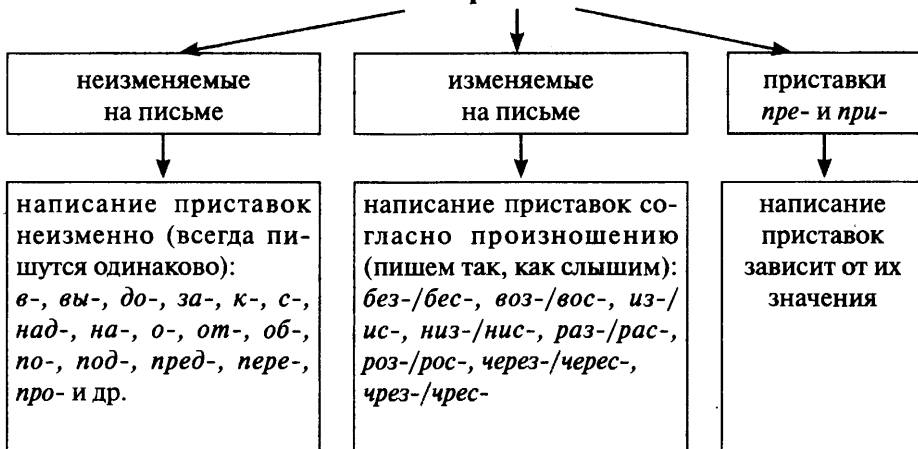 неизменяемые
на письме
изменяемые
на письме
приставки
пре- и при-
написание приставок
неизменно (всегда пи-
шутся одинаково):
в-, вы-, до-, за-, к-, с-,
над-, на-, о-, от-, об-,
по-, под-, пред-, пере-,
про- и др.
написание приставок со-
гласно произношению
(пишем так, как слышим):
без-/бес-, воз-/вос-, из-/
ис-, низ-/нис-, раз-/рас-,
роз-/рос-, через-/черес-,
чрез-/чрес-
написание
приставок
зависит от их
значения